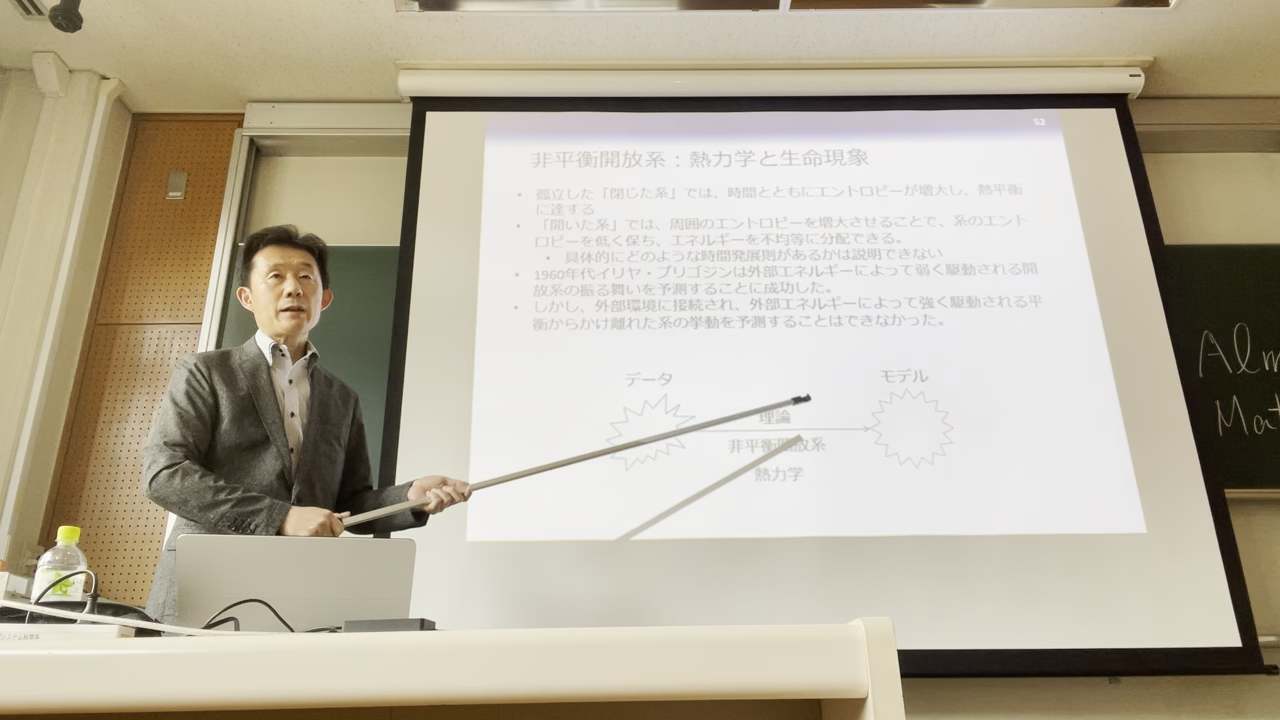 52
非平衡開放系：熱力学と生命現象
• 孤立した「閉じた系」では、時間とともにエントロピーが増大し、熱平衡
に達する
• 「開いた系」では、周囲のエントロピーを増大させることで、系のエント
ロピーを低く保ち、エネルギーを不均等に分配できる。
• 具体的にどのような時間発展則があるかは説明できない
• 1960年代イリヤ・プリゴジンは外部エネルギーによって弱く駆動される開
放系の振る舞いを予測することに成功した。
• しかし、外部環境に接続され、外部エネルギーによって強く駆動される平
衡からかけ離れた系の挙動を予測することはできなかった。
データ
モデル
理論
非平衡開放系
熱力学
Alm
Mat